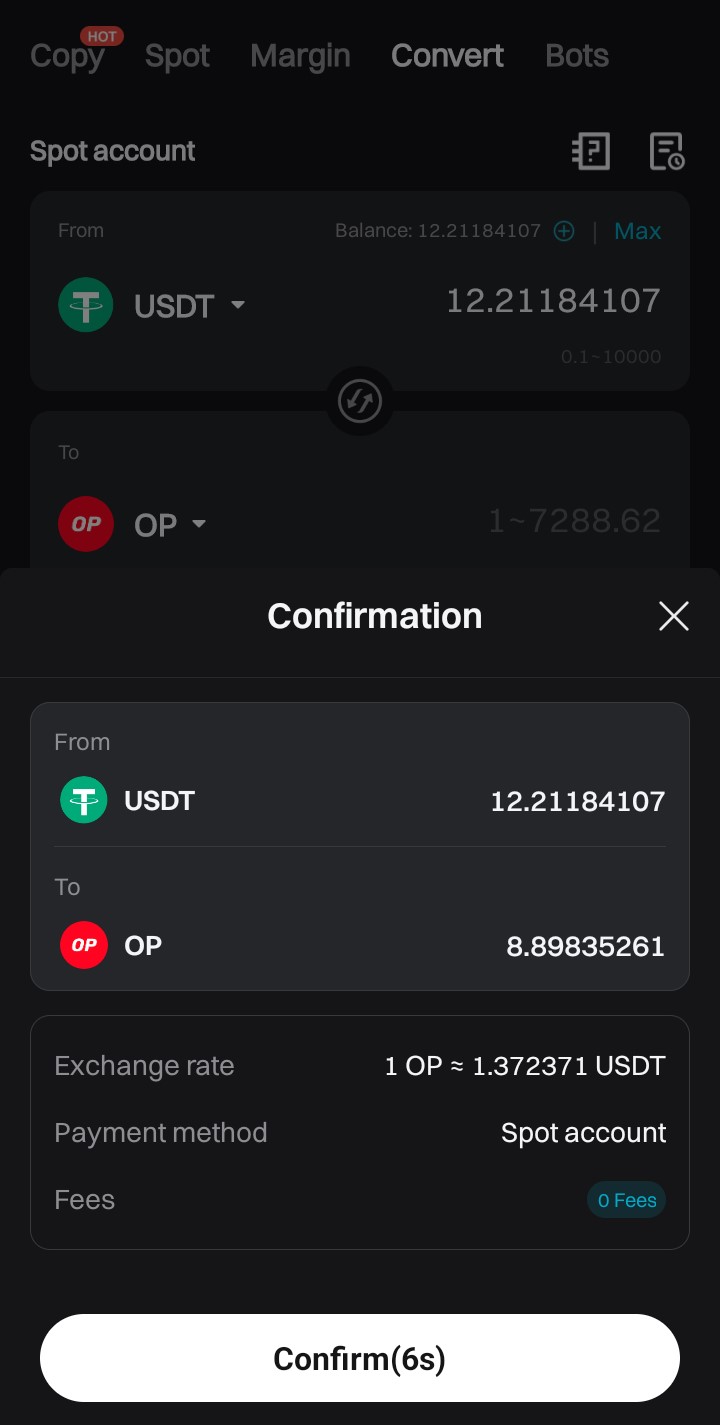 HOT
Copy Spot Margin Convert Bots
Spot account
From Balance: 12.21184107 | Max
USDT 12.21184107
0.1~10000
To
OP OP 1~7288.62
Confirmation
From
USDT 12.21184107
To
OP OP 8.89835261
Exchange rate 1 OP ≈ 1.372371 USDT
Payment method Spot account
Fees 0 Fees
Confirm(6s)